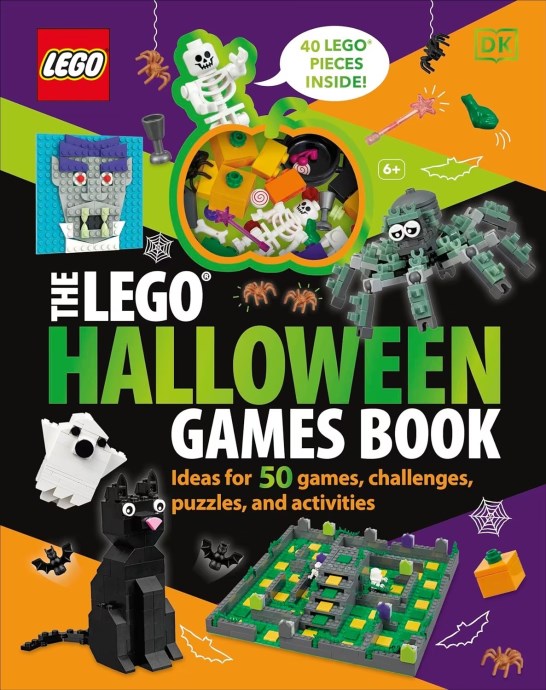 LEGO
40 LEGO®
PIECES
INSIDE!
DK
6+
THE LEGO®
HALLOWEEN
GAMES BOOK
Ideas for 50 games, challenges,
puzzles, and activities